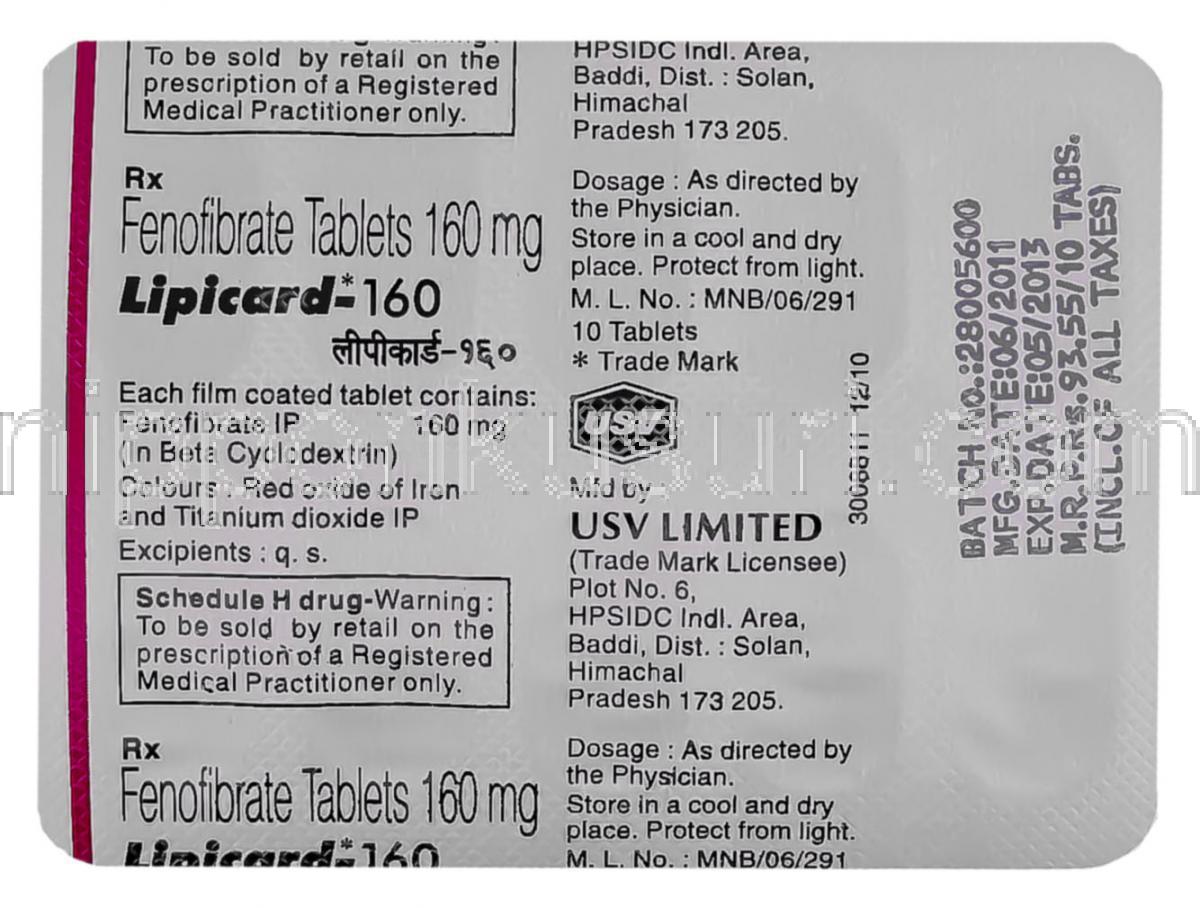 To be sold by retail on the
prescription of a Registered
Medical Practitioner only.
Rx
Fenofibrate Tablets 160 mg
Lipicard*-160
लीपीकार्ड-१६०
Each film coated tablet contains:
Fenofibrate IP 160 mg
(In Beta Cyclodextrin)
Colours : Red oxide of Iron
and Titanium dioxide IP
Excipients : q. s.
Schedule H drug-Warning:
To be sold by retail on the
prescription of a Registered
Medical Practitioner only.
Rx
Fenofibrate Tablets 160 mg
Lipicard*-160
HPSIDC Indl. Area,
Baddi, Dist. : Solan,
Himachal
Pradesh 173 205.
Dosage : As directed by
the Physician.
Store in a cool and dry
place. Protect from light.
M. L. No. : MNB/06/291
10 Tablets
* Trade Mark
USV
Mfd by :
USV LIMITED
(Trade Mark Licensee)
Plot No. 6,
HPSIDC Indl. Area,
Baddi, Dist. : Solan,
Himachal
Pradesh 173 205.
Dosage : As directed by
the Physician.
Store in a cool and dry
place. Protect from light.
M. L. No. : MNB/06/291
12/10
BATCH No.:28005600
MFG.DATE:06/2011
EXP.DATE:05/2013
M.R.P.Rs.93.55/10 TABS.
(INCL.OF ALL TAXES)
nipponkusuri.com